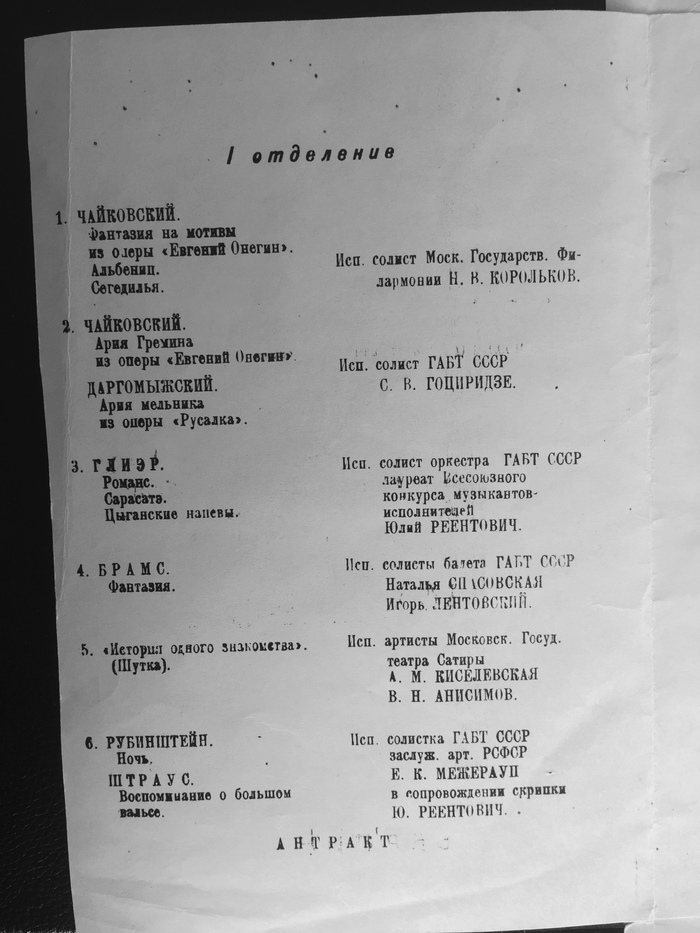 I отделение
1. ЧАЙКОВСКИЙ.
Фантазия на мотивы
из оперы «Евгений Онегин».
Альбениц.
Сегедилья.
Исп. солист Моск. Государств. Фи-
лармонии Н. В. КОРОЛЬКОВ.
2. ЧАЙКОВСКИЙ.
Ария Гремина
из оперы «Евгений Онегин».
ДАРГОМЫЖСКИЙ.
Ария мельника
из оперы «Русалка».
Исп. солист ГАБТ СССР
С. В. ГОЦИРИДЗЕ.
3. ГЛИЭР.
Романс.
Сарасатэ.
Цыганские напевы.
Исп. солист оркестра ГАБТ СССР
лауреат Всесоюзного
конкурса музыкантов-
исполнителей
Юлий РЕЕНТОВИЧ.
4. БРАМС.
Фантазия.
Исп. солисты балета ГАБТ СССР
Наталья СПАСОВСКАЯ
Игорь ЛЕНТОВСКИЙ.
5. «История одного знакомства».
(Шутка).
Исп. артисты Московск. Госуд.
театра Сатиры
А. М. КИСЕЛЕВСКАЯ
В. Н. АНИСИМОВ.
6. РУБИНШТЕЙН.
Ночь.
ШТРАУС.
Воспоминание о большом
вальсе.
Исп. солистка ГАБТ СССР
заслуж. арт. РСФСР
Е. К. МЕЖЕРАУП
в сопровождении скрипки
Ю. РЕЕНТОВИЧ.
АНТРАКТ